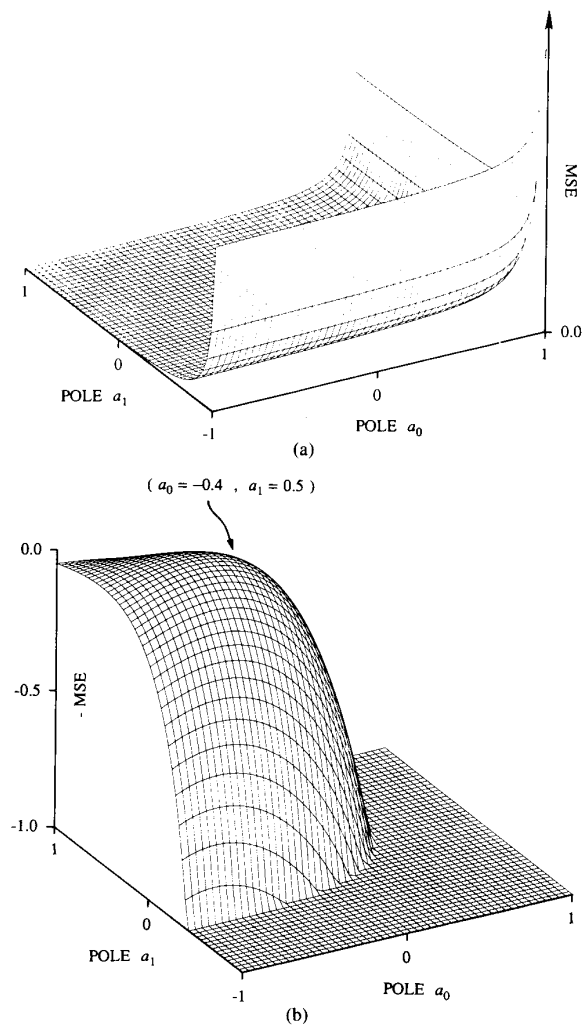 MSE
0.0
1
1
0
0
POLE a₁
POLE a₀
-1
(a)
( a₀ = −0.4 , a₁ = 0.5 )
0.0
-0.5
- MSE
-1.0
1
1
0
0
POLE a₁
POLE a₀
-1
(b)